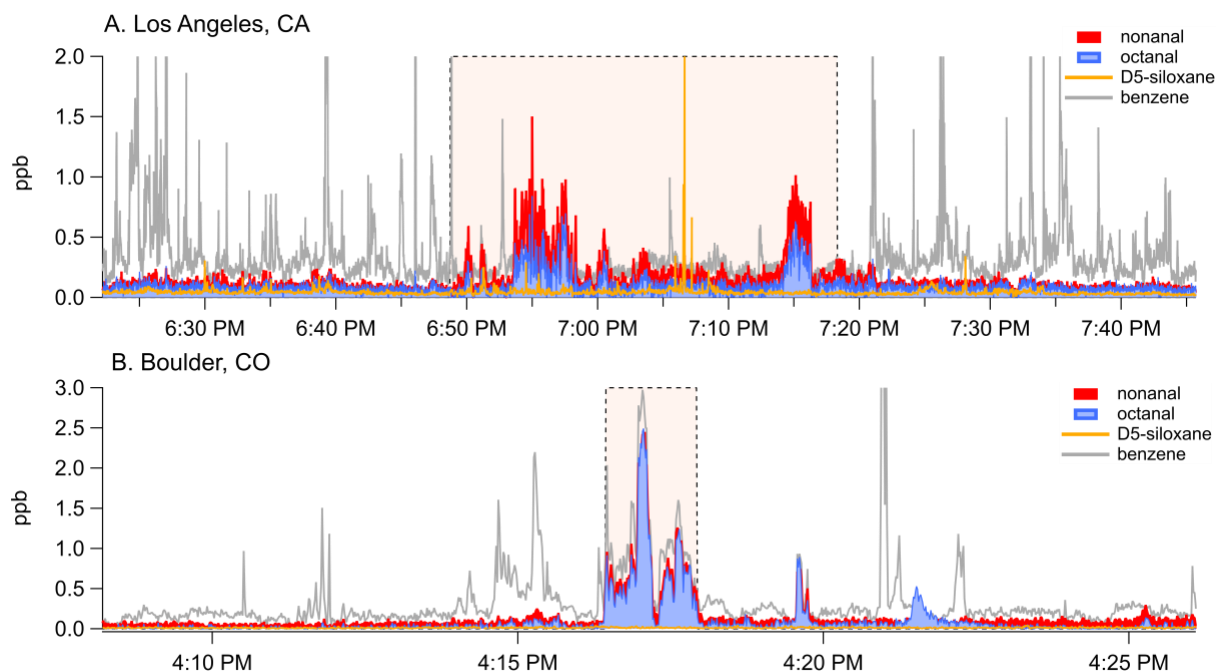 A. Los Angeles, CA
nonanal
octanal
D5-siloxane
benzene
ppb
2.0
1.5
1.0
0.5
0.0
6:30 PM 6:40 PM 6:50 PM 7:00 PM 7:10 PM 7:20 PM 7:30 PM 7:40 PM
B. Boulder, CO
nonanal
octanal
D5-siloxane
benzene
ppb
3.0
2.5
2.0
1.5
1.0
0.5
0.0
4:10 PM 4:15 PM 4:20 PM 4:25 PM